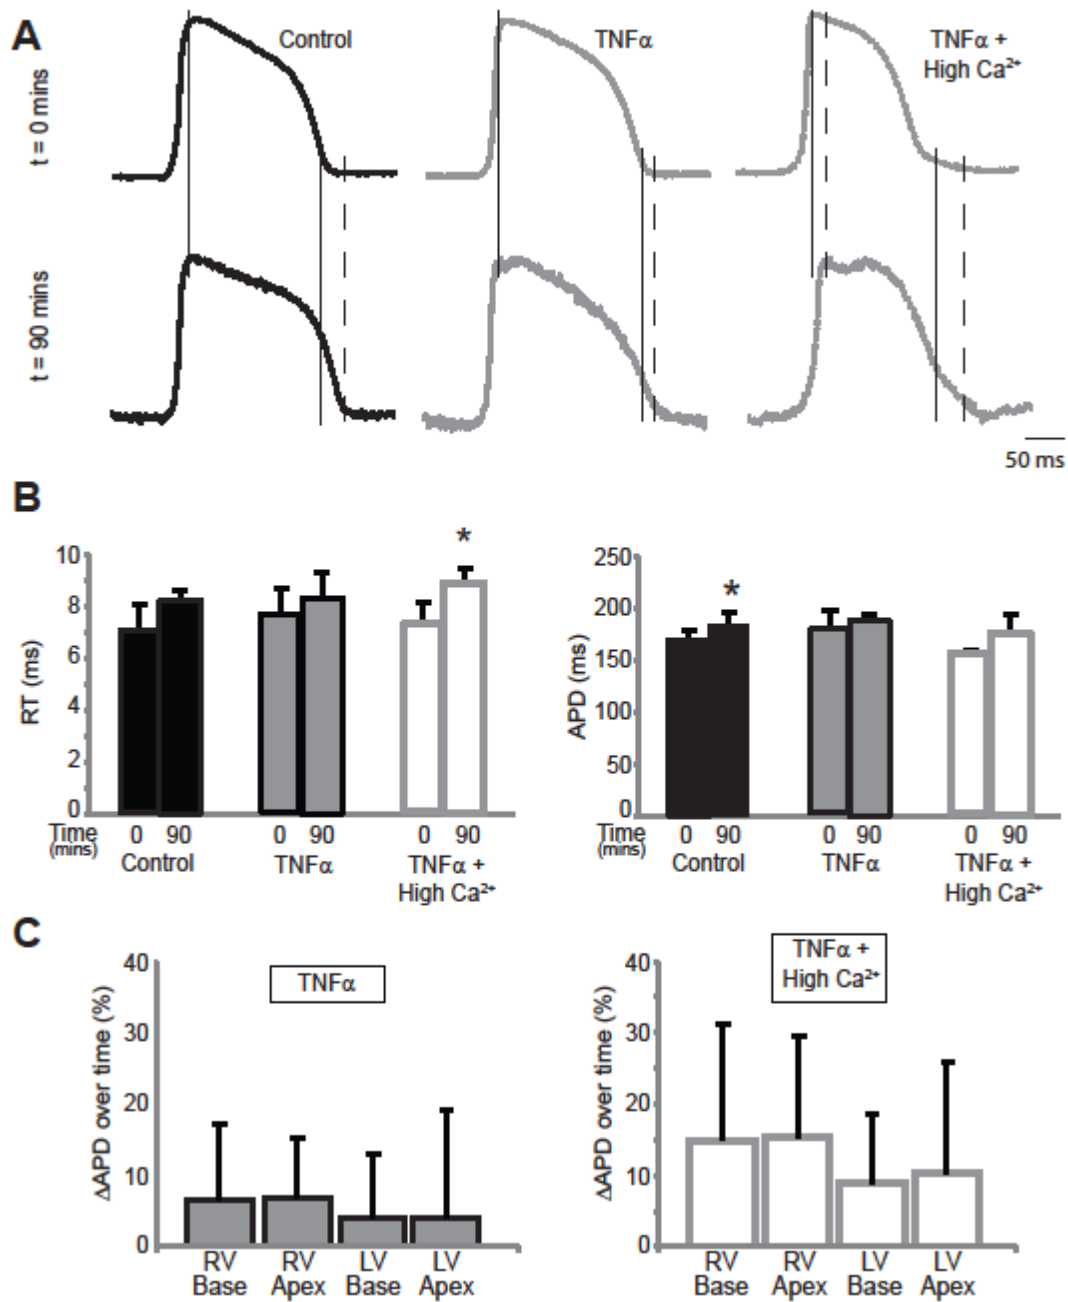 A
Control
TNFα
TNFα +
High Ca²⁺
t = 0 mins
t = 90 mins
50 ms
B
*
10
8
6
4
2
0
RT (ms)
Time
(mins)
0 90 0 90 0 90
Control TNFα TNFα +
High Ca²⁺
*
250
200
150
100
50
0
APD (ms)
Time
(mins)
0 90 0 90 0 90
Control TNFα TNFα +
High Ca²⁺
C
TNFα
40
30
20
10
0
ΔAPD over time (%)
RV RV LV LV
Base Apex Base Apex
TNFα +
High Ca²⁺
40
30
20
10
0
ΔAPD over time (%)
RV RV LV LV
Base Apex Base Apex